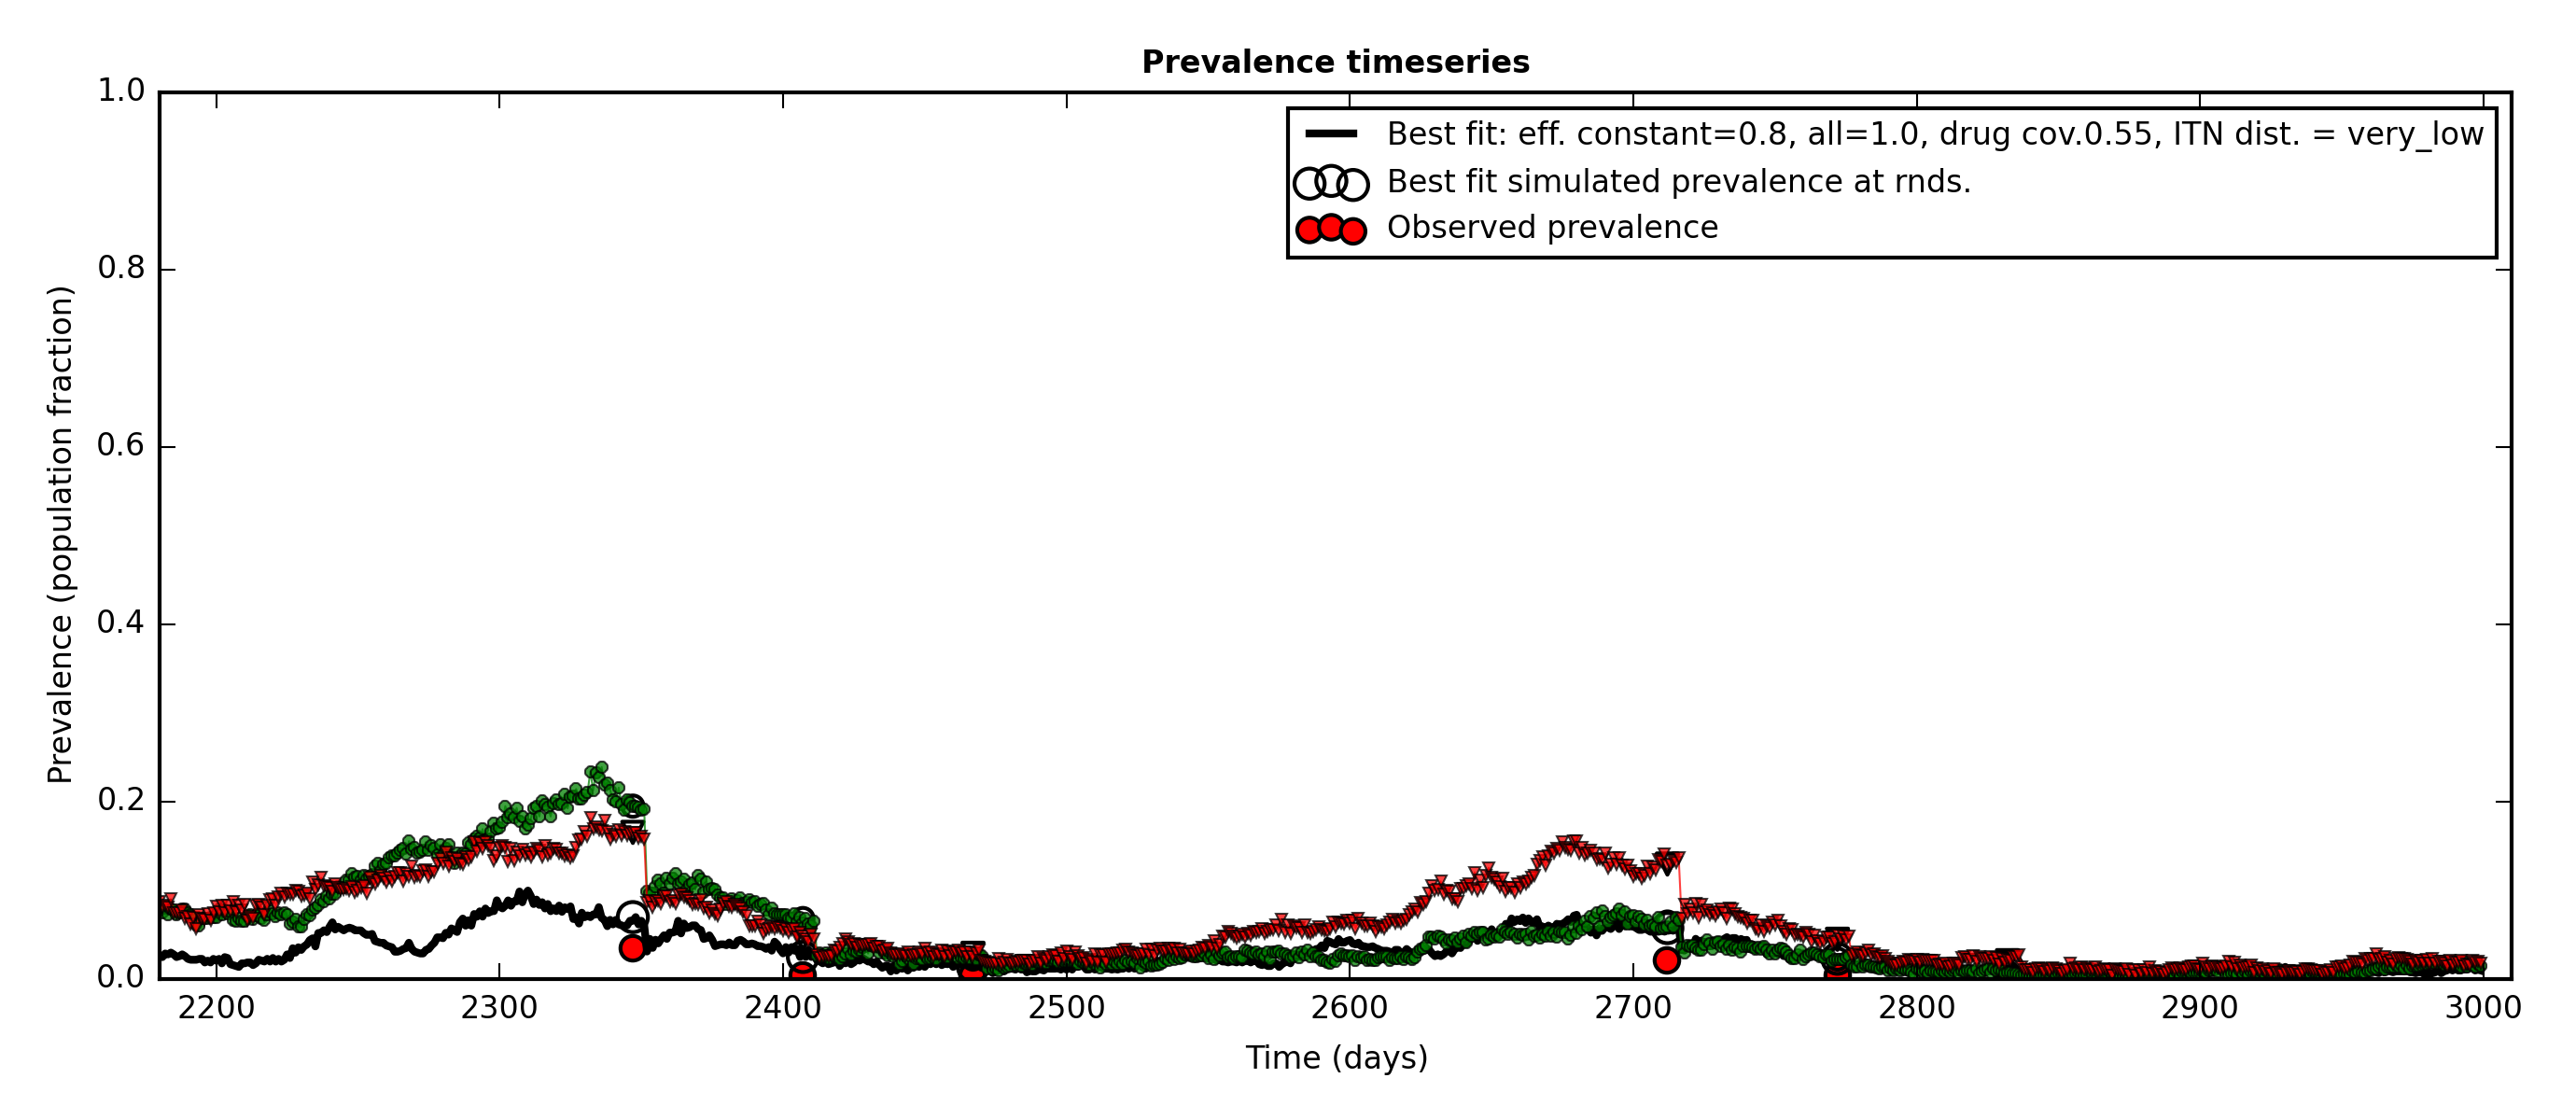 Prevalence timeseries
Best fit: eff. constant=0.8, all=1.0, drug cov.0.55, ITN dist. = very_low
Best fit simulated prevalence at rnds.
Observed prevalence
Prevalence (population fraction)
1.0
0.8
0.6
0.4
0.2
0.0
2200 2300 2400 2500 2600 2700 2800 2900 3000
Time (days)